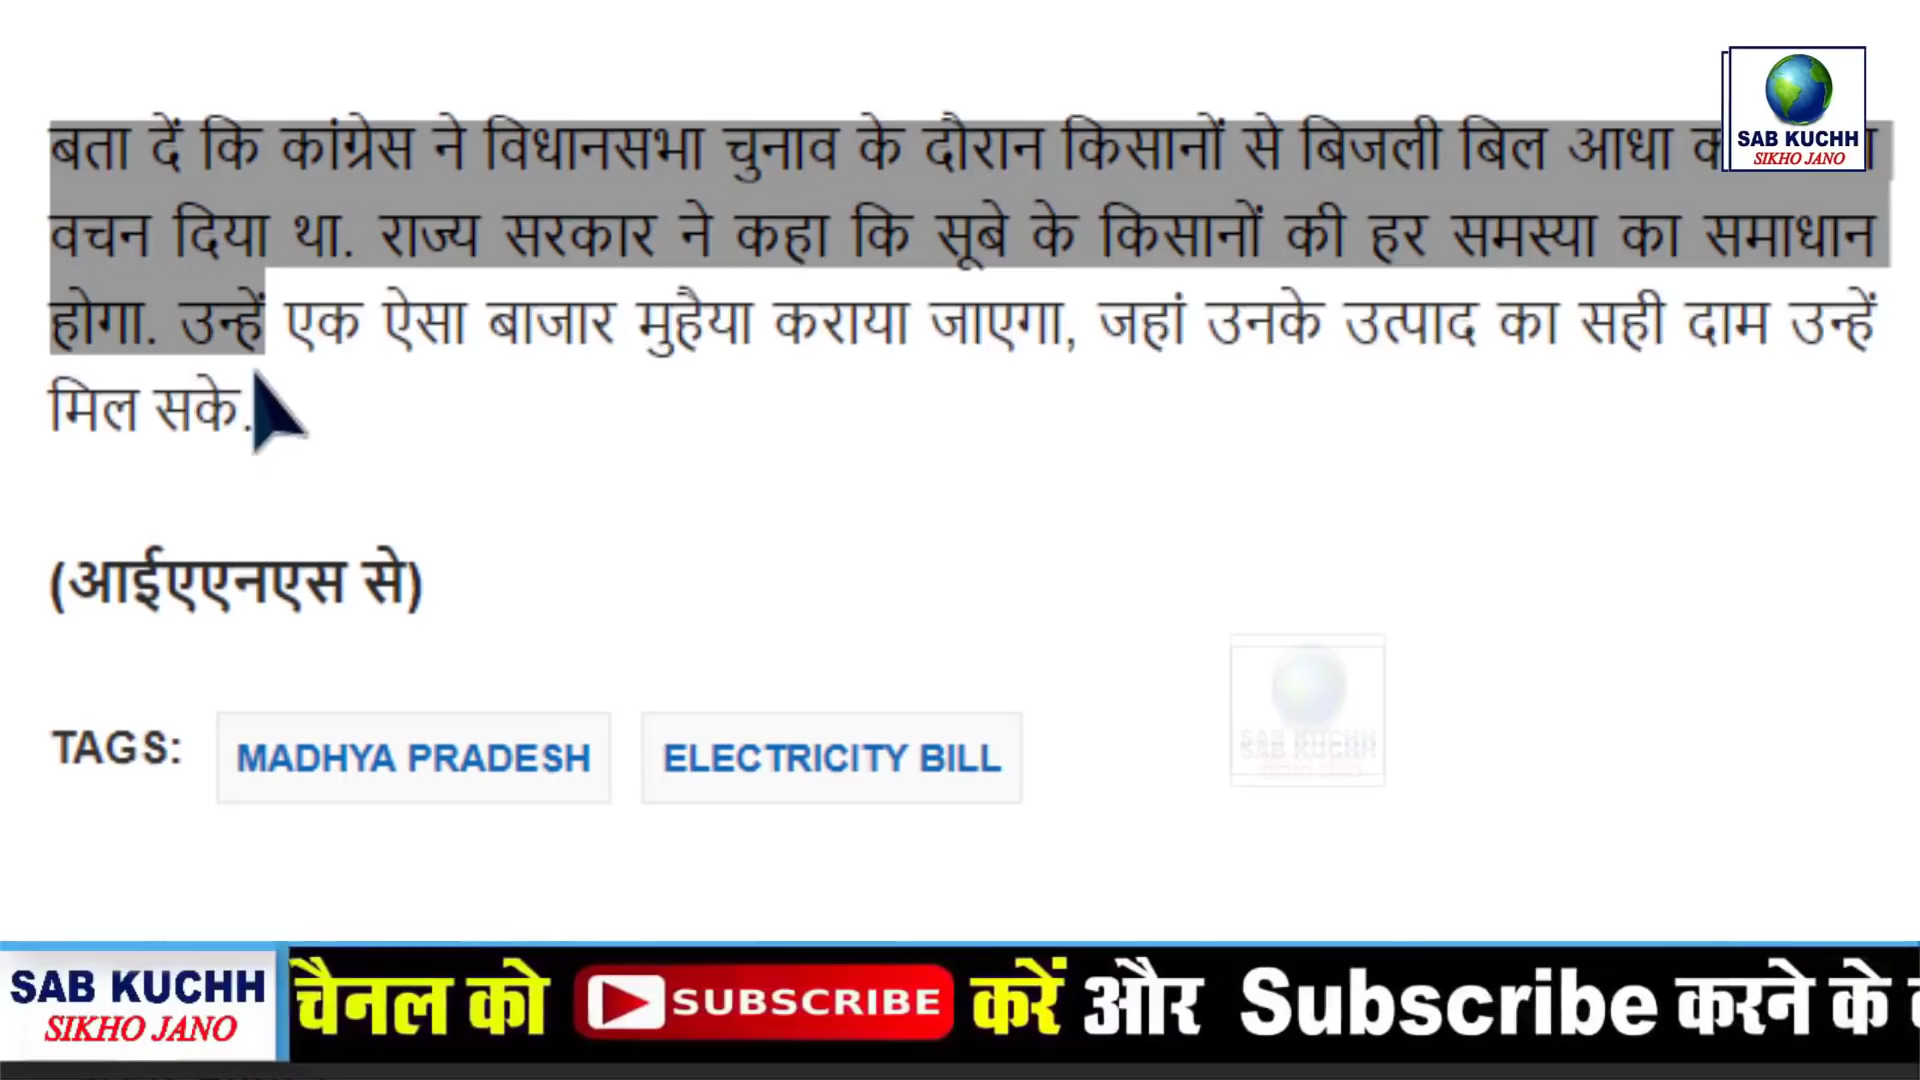 बता दें कि कांग्रेस ने विधानसभा चुनाव के दौरान किसानों से बिजली बिल आधा
वचन दिया था. राज्य सरकार ने कहा कि सूबे के किसानों की हर समस्या का समाधान
होगा. उन्हें एक ऐसा बाजार मुहैया कराया जाएगा, जहां उनके उत्पाद का सही दाम उन्हें
मिल सके.
(आईएएनएस से)
TAGS: MADHYA PRADESH ELECTRICITY BILL
SAB KUCHH
SIKHO JANO
SAB KUCHH
SAB KUCHH
SIKHO JANO
चैनल को SUBSCRIBE करें और Subscribe करने के